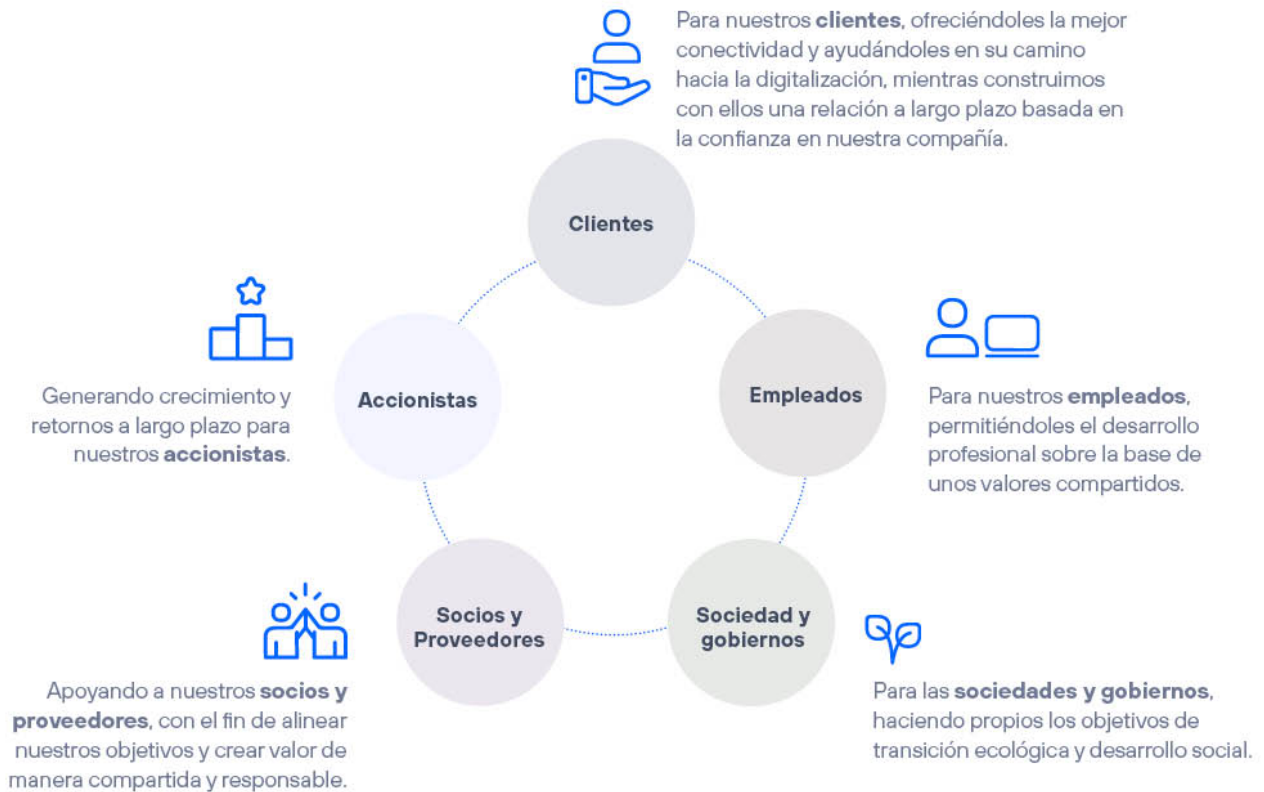 Para nuestros clientes, ofreciéndoles la mejor
conectividad y ayudándoles en su camino
hacia la digitalización, mientras construimos
con ellos una relación a largo plazo basada en
la confianza en nuestra compañía.
Clientes
Accionistas
Generando crecimiento y
retornos a largo plazo para
nuestros accionistas.
Empleados
Para nuestros empleados,
permitiéndoles el desarrollo
profesional sobre la base de
unos valores compartidos.
Socios y
Proveedores
Apoyando a nuestros socios y
proveedores, con el fin de alinear
nuestros objetivos y crear valor de
manera compartida y responsable.
Sociedad y
gobiernos
Para las sociedades y gobiernos,
haciendo propios los objetivos de
transición ecológica y desarrollo social.